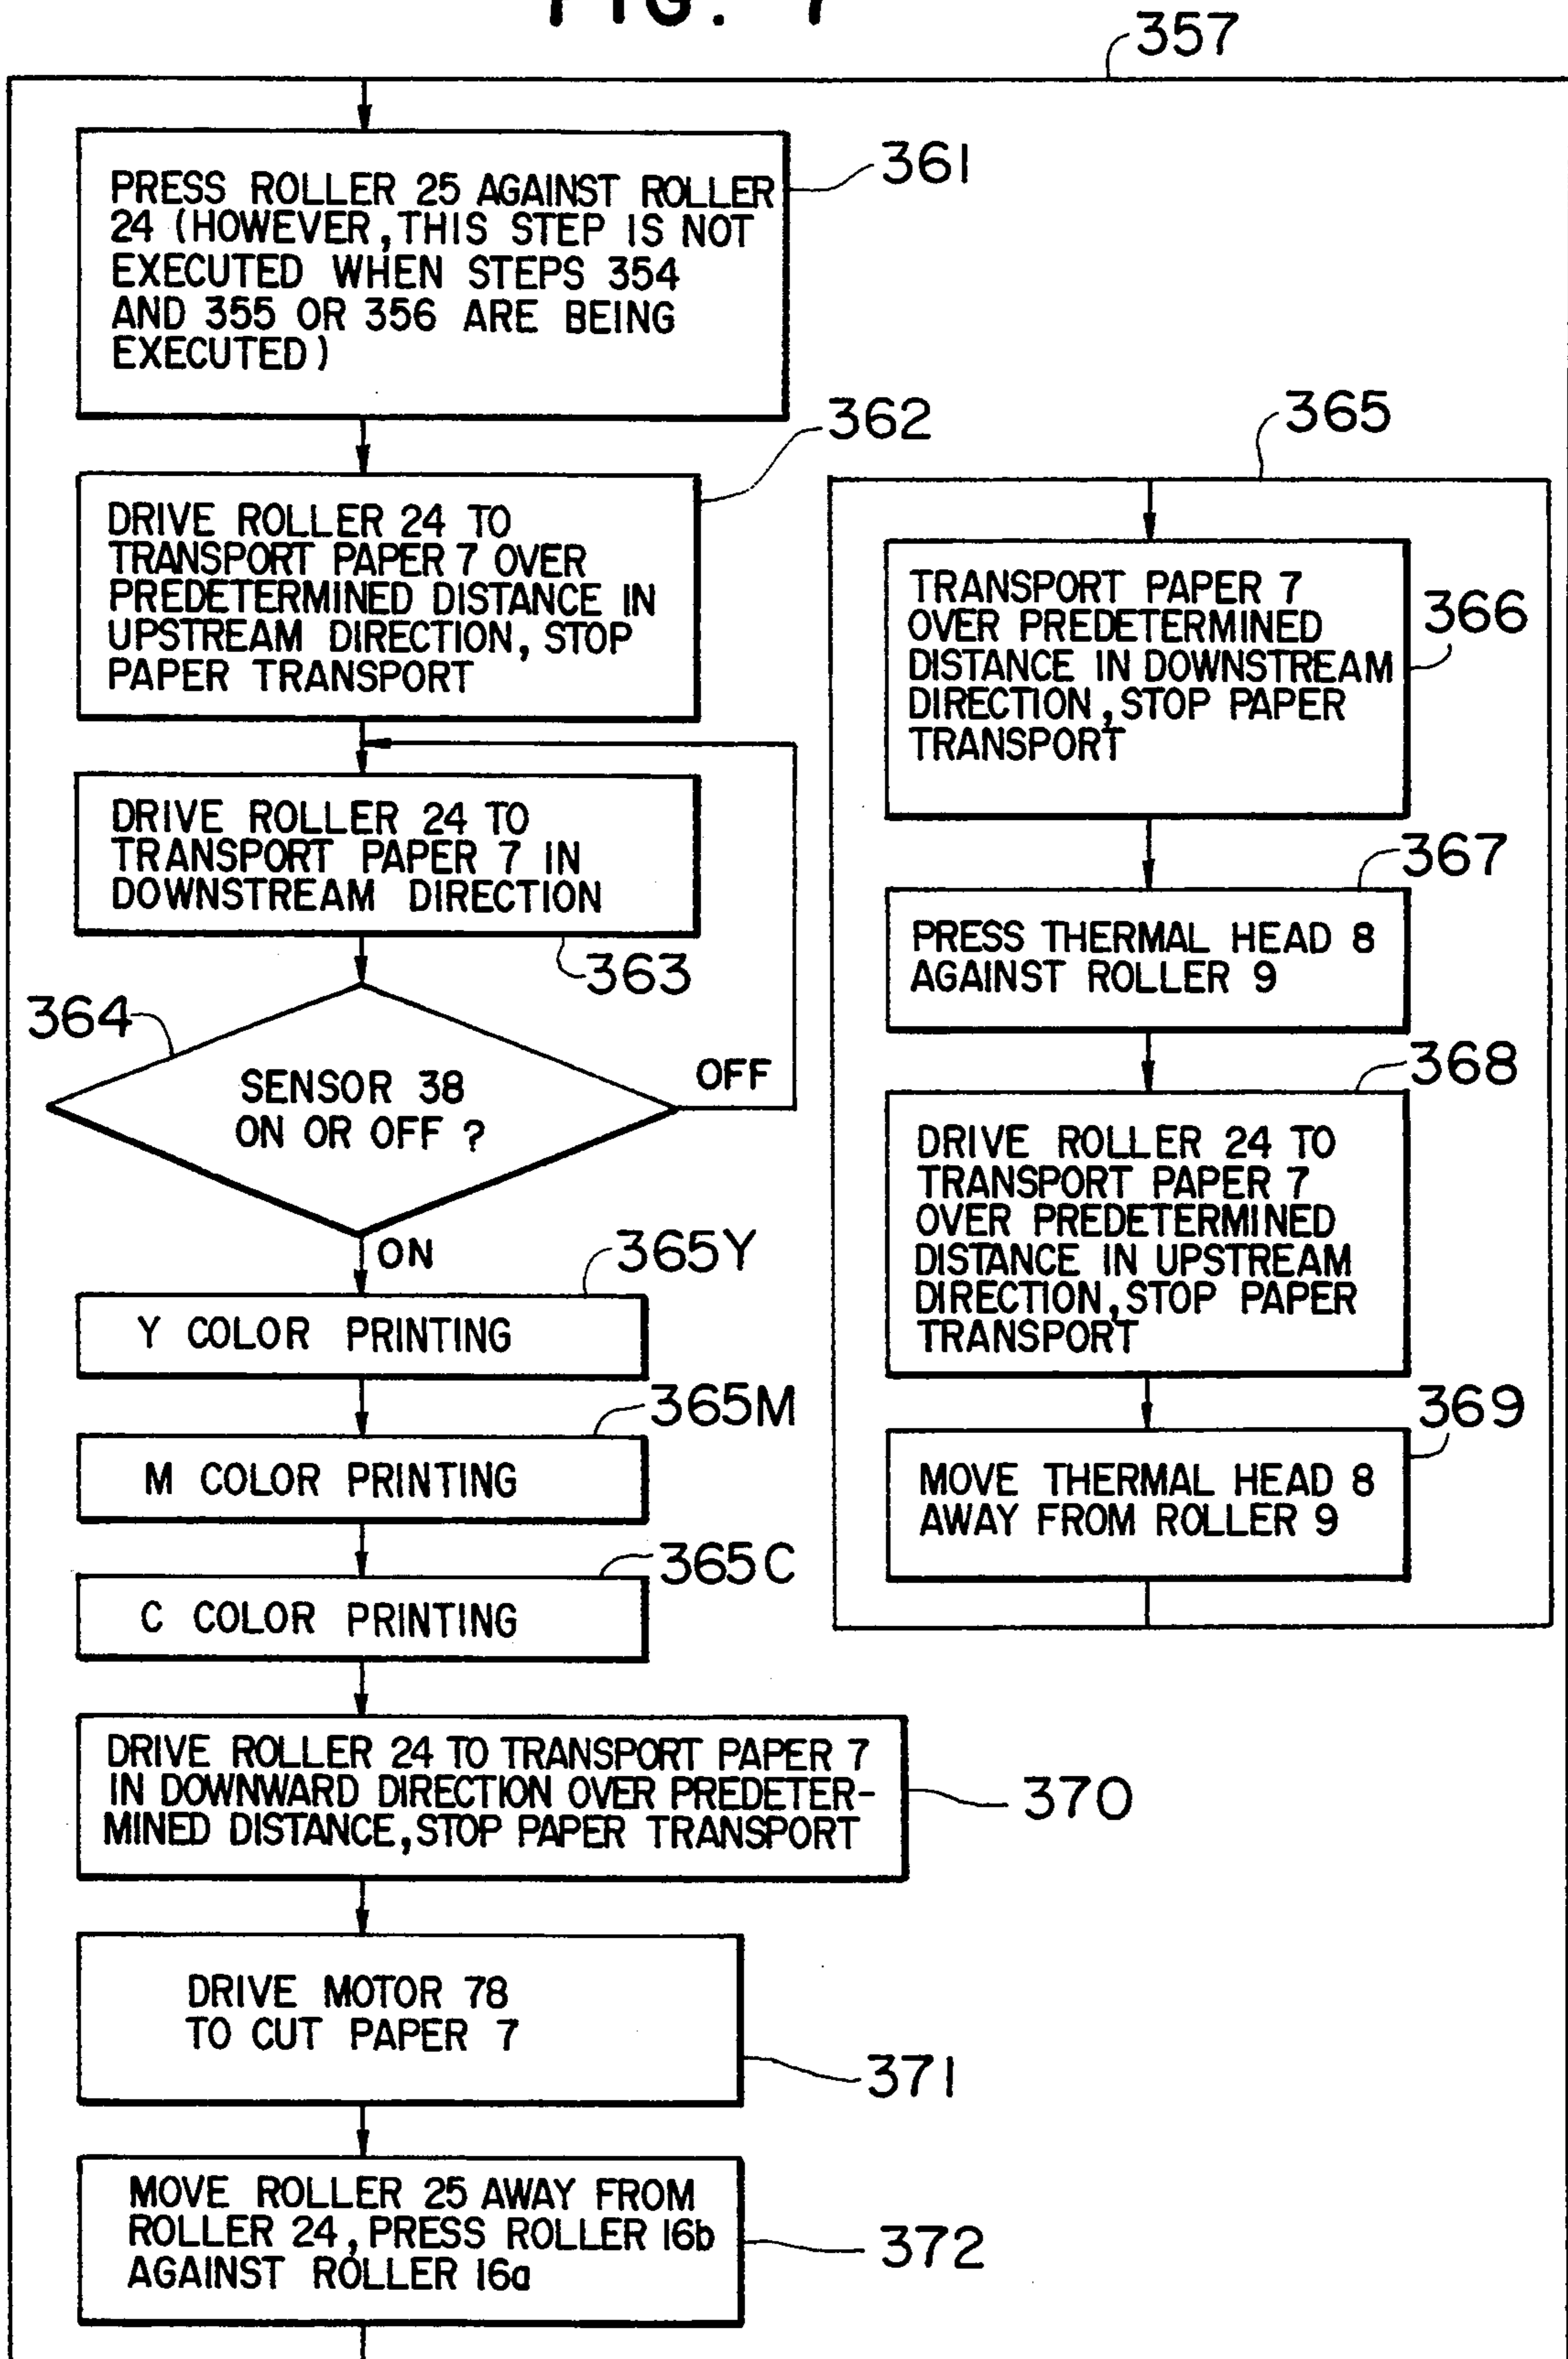 FIG. 7
357
PRESS ROLLER 25 AGAINST ROLLER
24 (HOWEVER, THIS STEP IS NOT
EXECUTED WHEN STEPS 354
AND 355 OR 356 ARE BEING
EXECUTED)
361
DRIVE ROLLER 24 TO
TRANSPORT PAPER 7 OVER
PREDETERMINED DISTANCE IN
UPSTREAM DIRECTION, STOP
PAPER TRANSPORT
362
DRIVE ROLLER 24 TO
TRANSPORT PAPER 7 IN
DOWNSTREAM DIRECTION
363
364
SENSOR 38
ON OR OFF ?
OFF
ON
365Y
Y COLOR PRINTING
365M
M COLOR PRINTING
365C
C COLOR PRINTING
DRIVE ROLLER 24 TO TRANSPORT PAPER 7
IN DOWNWARD DIRECTION OVER PREDETER-
MINED DISTANCE, STOP PAPER TRANSPORT
370
DRIVE MOTOR 78
TO CUT PAPER 7
371
MOVE ROLLER 25 AWAY FROM
ROLLER 24, PRESS ROLLER 16b
AGAINST ROLLER 16a
372
365
TRANSPORT PAPER 7
OVER PREDETERMINED
DISTANCE IN DOWNSTREAM
DIRECTION, STOP PAPER
TRANSPORT
366
367
PRESS THERMAL HEAD 8
AGAINST ROLLER 9
368
DRIVE ROLLER 24 TO
TRANSPORT PAPER 7
OVER PREDETERMINED
DISTANCE IN UPSTREAM
DIRECTION, STOP PAPER
TRANSPORT
369
MOVE THERMAL HEAD 8
AWAY FROM ROLLER 9